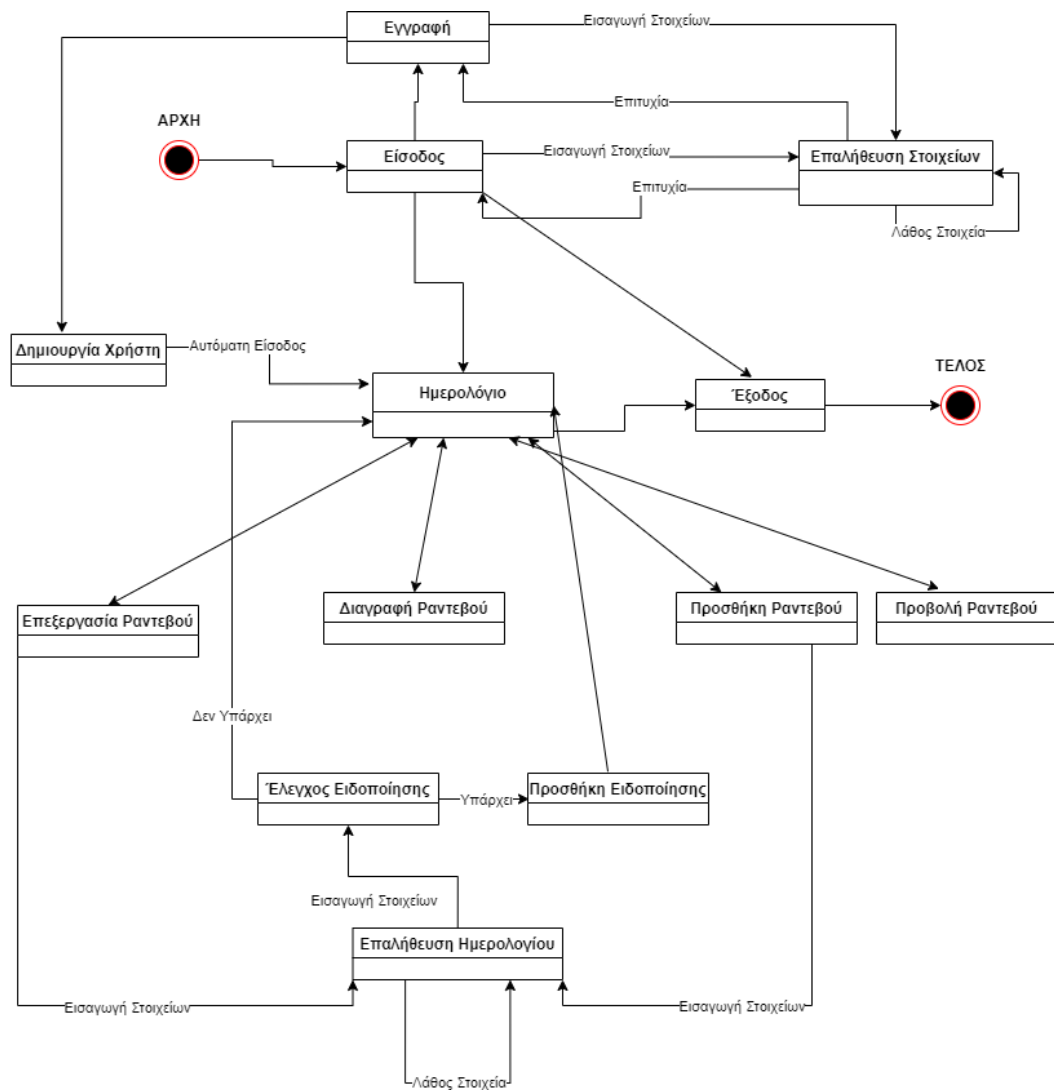 Εγγραφή
Εισαγωγή Στοιχείων
Επιτυχία
ΑΡΧΗ
Είσοδος
Εισαγωγή Στοιχείων
Επαλήθευση Στοιχείων
Επιτυχία
Λάθος Στοιχεία
Δημιουργία Χρήστη
Αυτόματη Είσοδος
Ημερολόγιο
Έξοδος
ΤΕΛΟΣ
Επεξεργασία Ραντεβού
Διαγραφή Ραντεβού
Προσθήκη Ραντεβού
Προβολή Ραντεβού
Δεν Υπάρχει
Έλεγχος Ειδοποίησης
Υπάρχει
Προσθήκη Ειδοποίησης
Εισαγωγή Στοιχείων
Επαλήθευση Ημερολογίου
Εισαγωγή Στοιχείων
Εισαγωγή Στοιχείων
Λάθος Στοιχεία